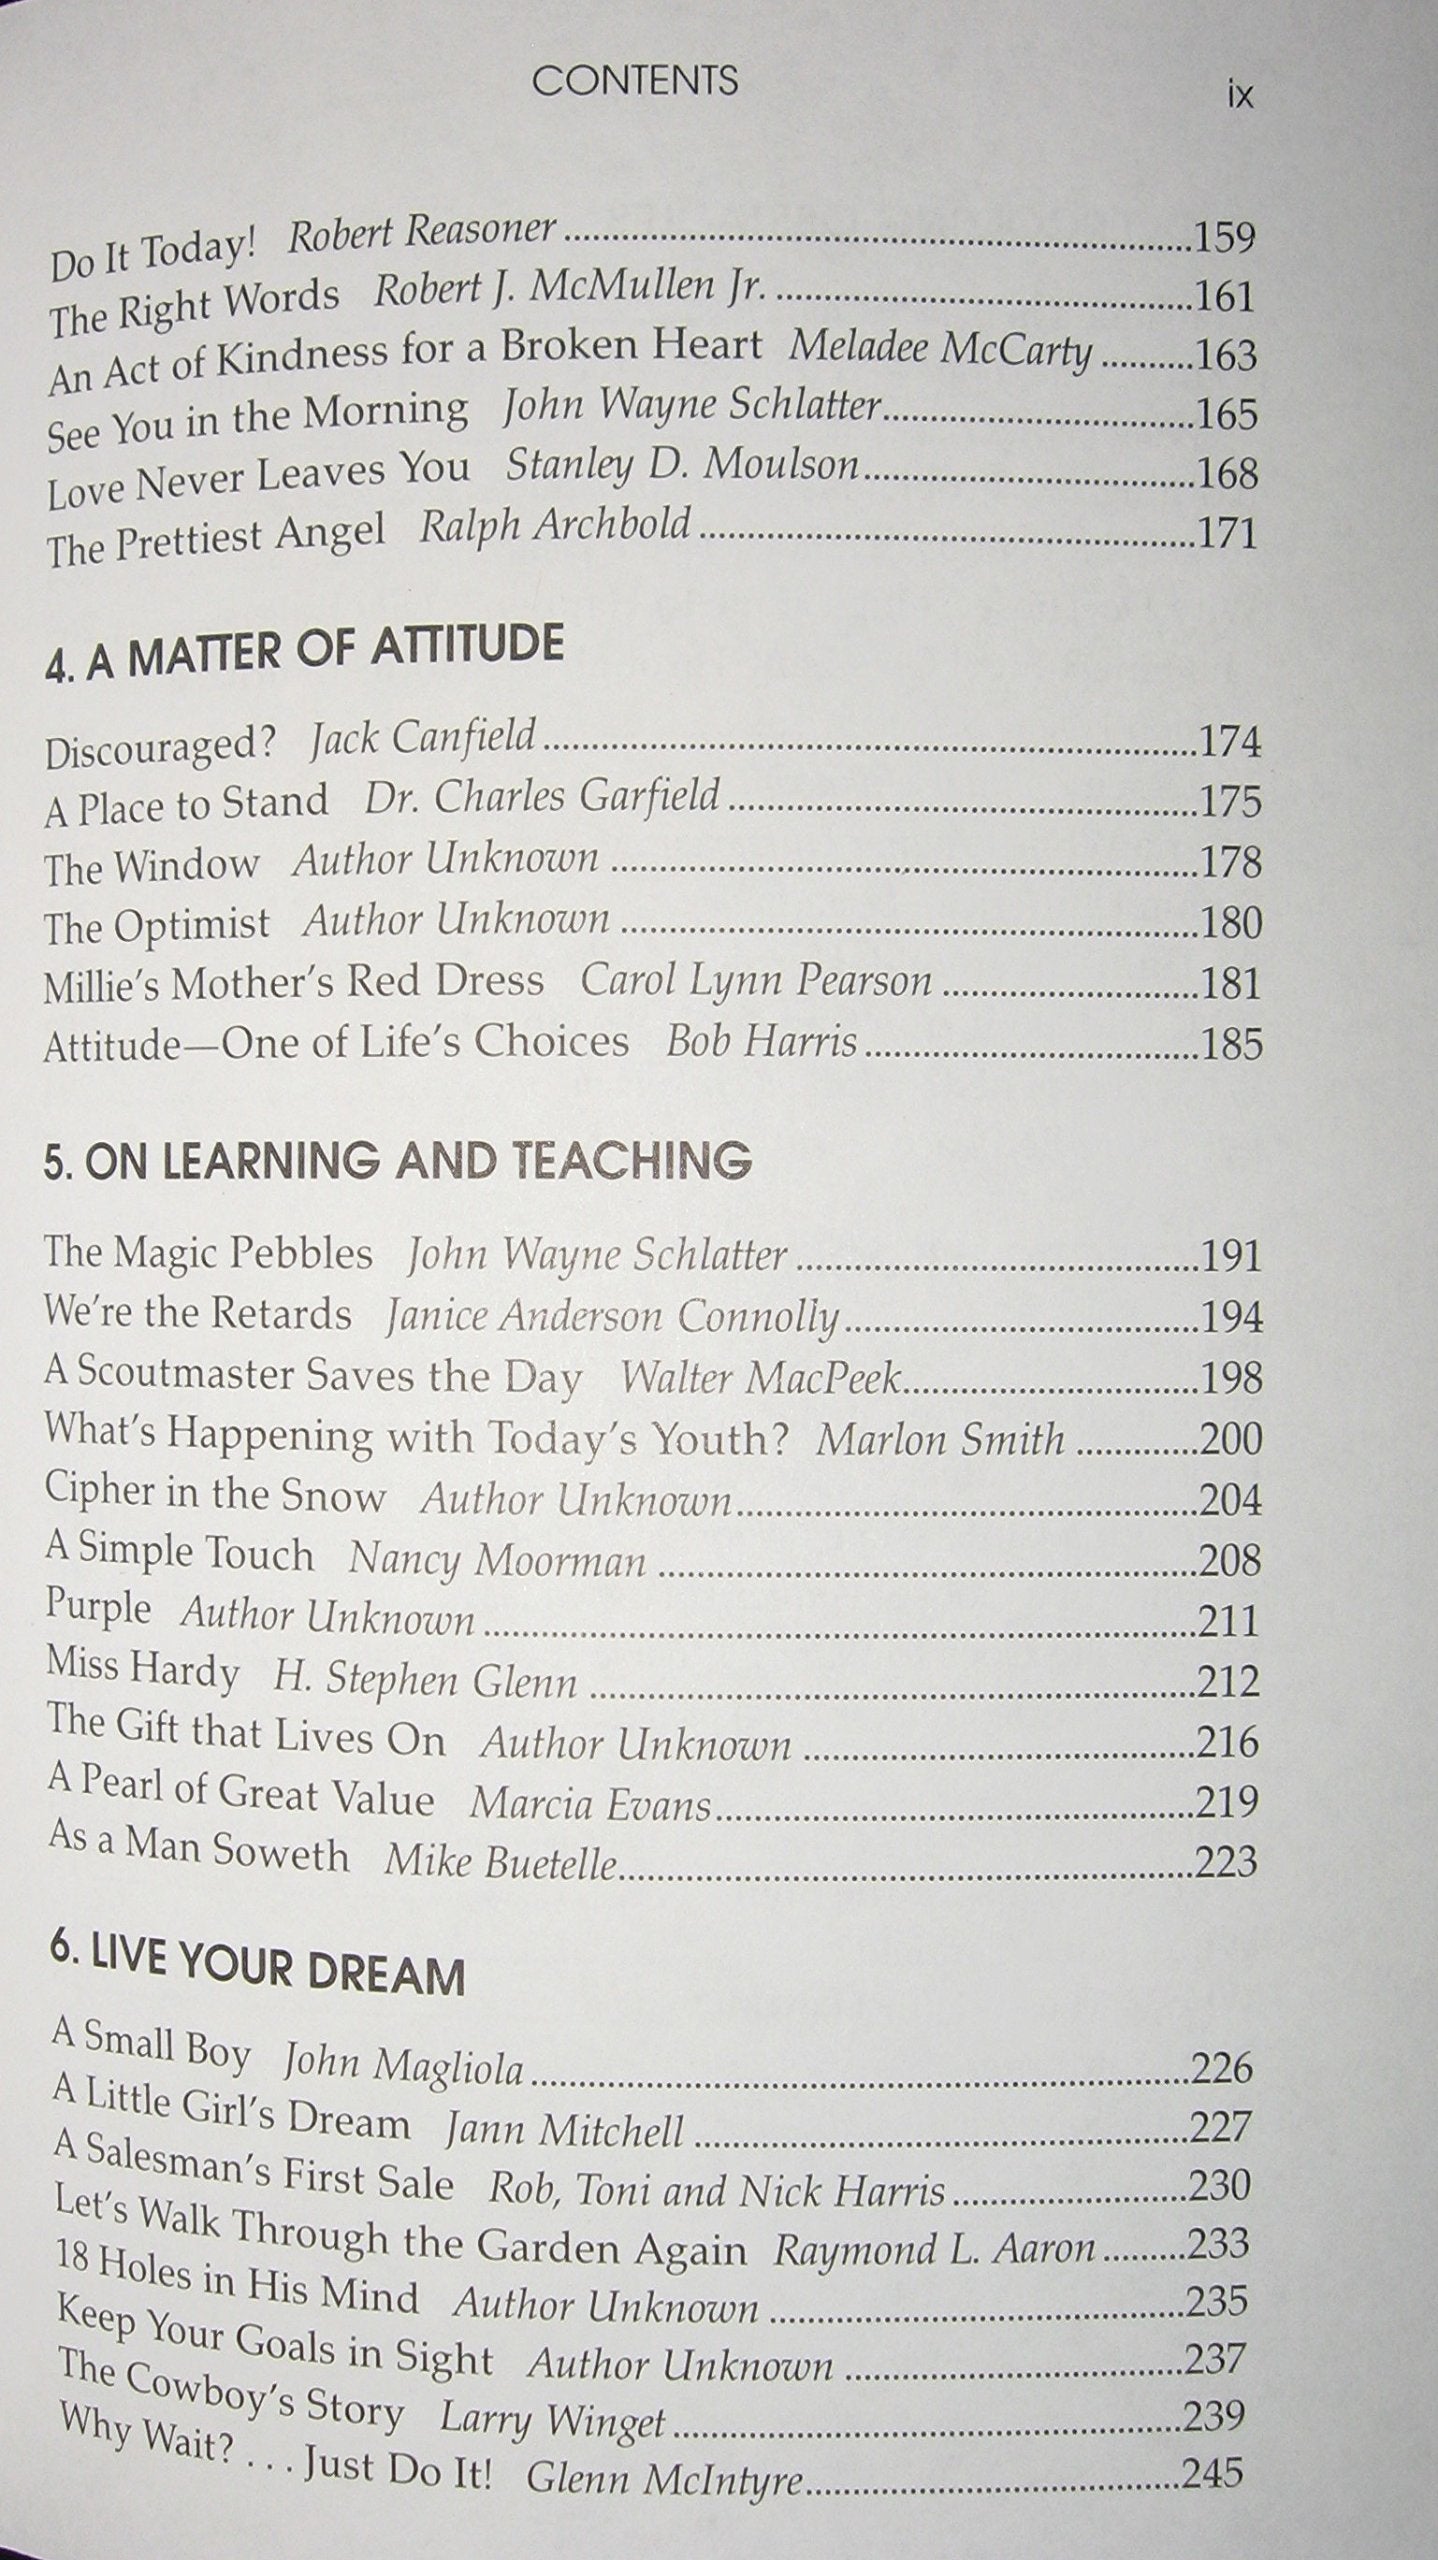 CONTENTS ix
Do It Today! Robert Reasoner ..........159
The Right Words Robert J. McMullen Jr. ..........161
An Act of Kindness for a Broken Heart Meladee McCarty ..........163
See You in the Morning John Wayne Schlatter..........165
Love Never Leaves You Stanley D. Moulson..........168
The Prettiest Angel Ralph Archbold ..........171
4. A MATTER OF ATTITUDE
Discouraged? Jack Canfield ..........174
A Place to Stand Dr. Charles Garfield ..........175
The Window Author Unknown ..........178
The Optimist Author Unknown ..........180
Millie's Mother's Red Dress Carol Lynn Pearson ..........181
Attitude—One of Life's Choices Bob Harris ..........185
5. ON LEARNING AND TEACHING
The Magic Pebbles John Wayne Schlatter ..........191
We're the Retards Janice Anderson Connolly..........194
A Scoutmaster Saves the Day Walter MacPeek..........198
What's Happening with Today's Youth? Marlon Smith ..........200
Cipher in the Snow Author Unknown..........204
A Simple Touch Nancy Moorman ..........208
Purple Author Unknown ..........211
Miss Hardy H. Stephen Glenn ..........212
The Gift that Lives On Author Unknown ..........216
A Pearl of Great Value Marcia Evans..........219
As a Man Soweth Mike Buetelle..........223
6. LIVE YOUR DREAM
A Small Boy John Magliola ..........226
A Little Girl's Dream Jann Mitchell ..........227
A Salesman's First Sale Rob, Toni and Nick Harris ..........230
Let's Walk Through the Garden Again Raymond L. Aaron ..........233
18 Holes in His Mind Author Unknown ..........235
Keep Your Goals in Sight Author Unknown ..........237
The Cowboy's Story Larry Winget ..........239
Why Wait? . . . Just Do It! Glenn McIntyre..........245